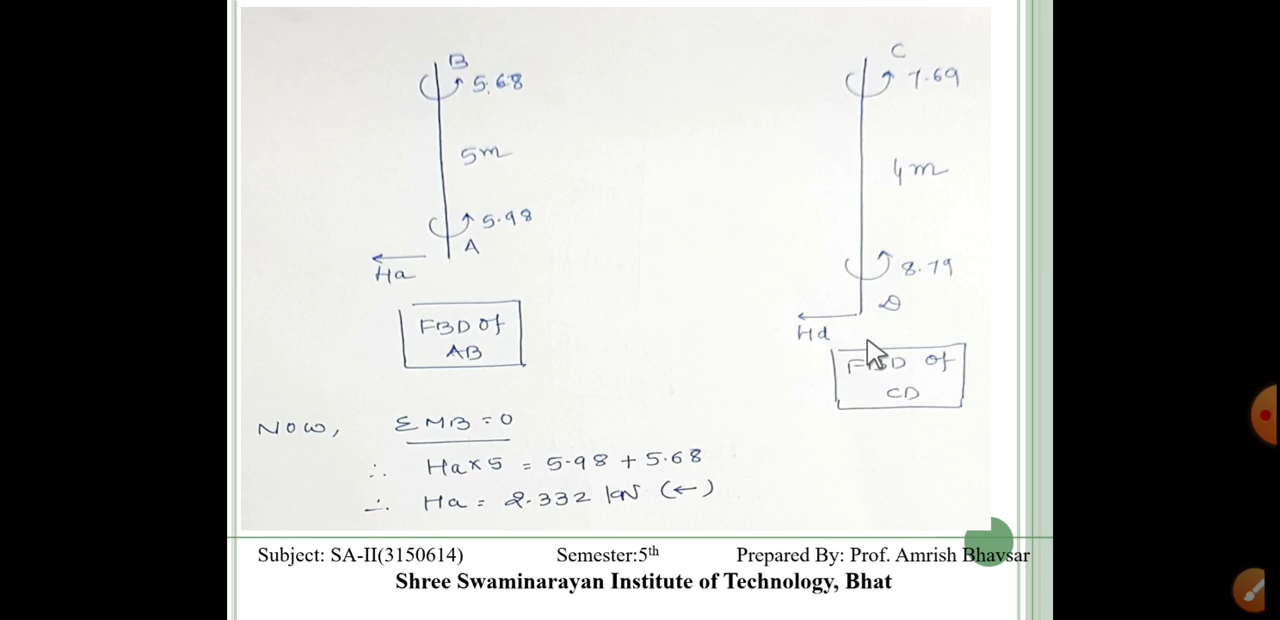 B
5.68
5m
5.98
A
Ha
FBD of
AB
C
7.69
4m
8.79
D
Hd
FBD of
CD
Now, ΣMB = 0
∴ Ha×5 = 5.98 + 5.68
∴ Ha = 2.332 kN (←)
Subject: SA-II(3150614) Semester:5th Prepared By: Prof. Amrish Bhavsar
Shree Swaminarayan Institute of Technology, Bhat